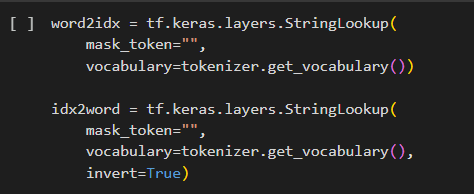 [ ] word2idx = tf.keras.layers.StringLookup(
    mask_token="",
    vocabulary=tokenizer.get_vocabulary())

idx2word = tf.keras.layers.StringLookup(
    mask_token="",
    vocabulary=tokenizer.get_vocabulary(),
    invert=True)